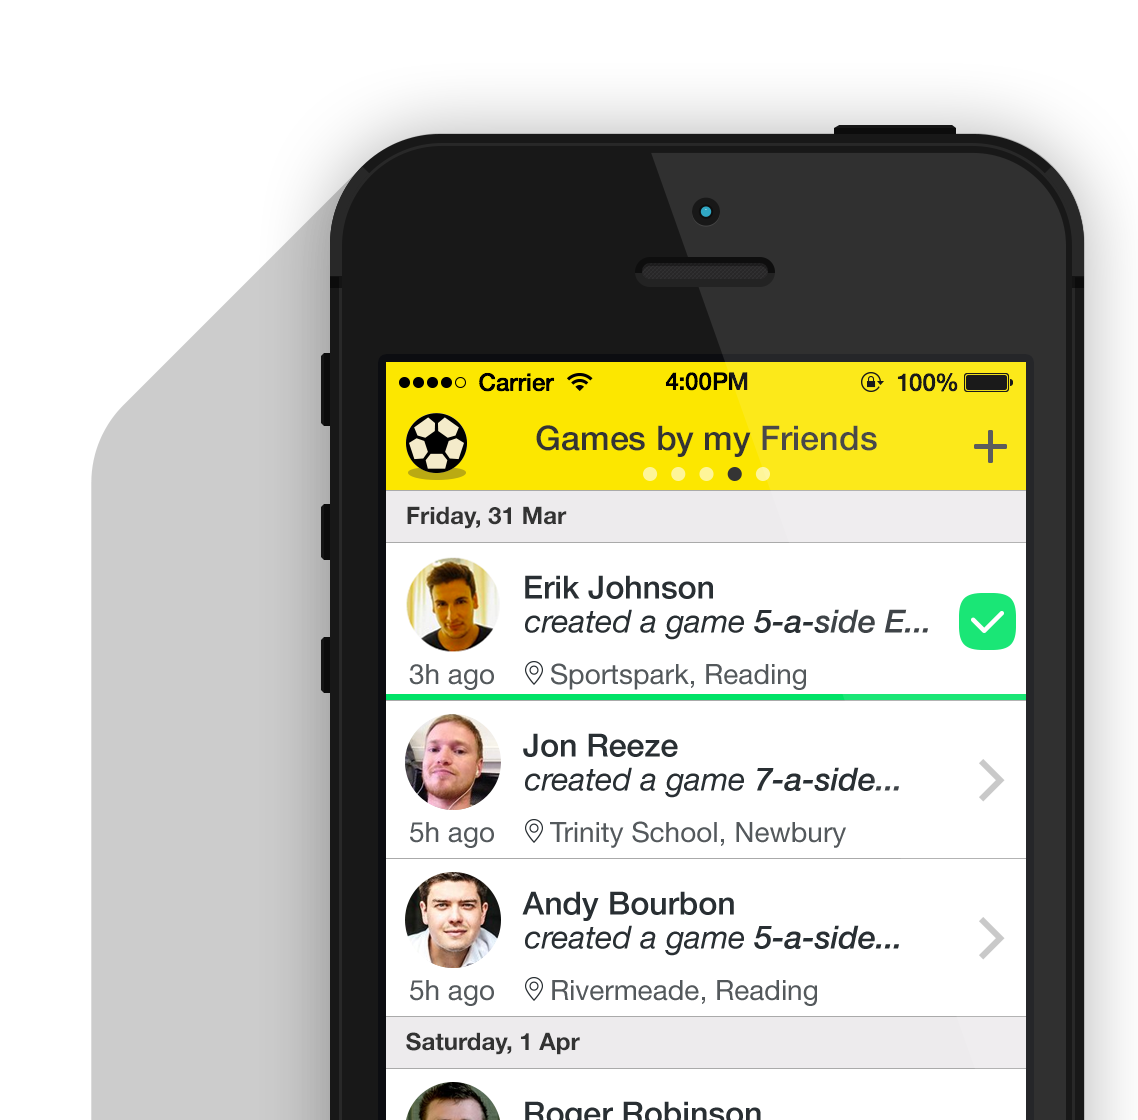 Carrier 4:00PM 100%
Games by my Friends
Friday, 31 Mar
Erik Johnson
created a game 5-a-side E...
3h ago Sportspark, Reading
Jon Reeze
created a game 7-a-side...
5h ago Trinity School, Newbury
Andy Bourbon
created a game 5-a-side...
5h ago Rivermeade, Reading
Saturday, 1 Apr
Roger Robinson